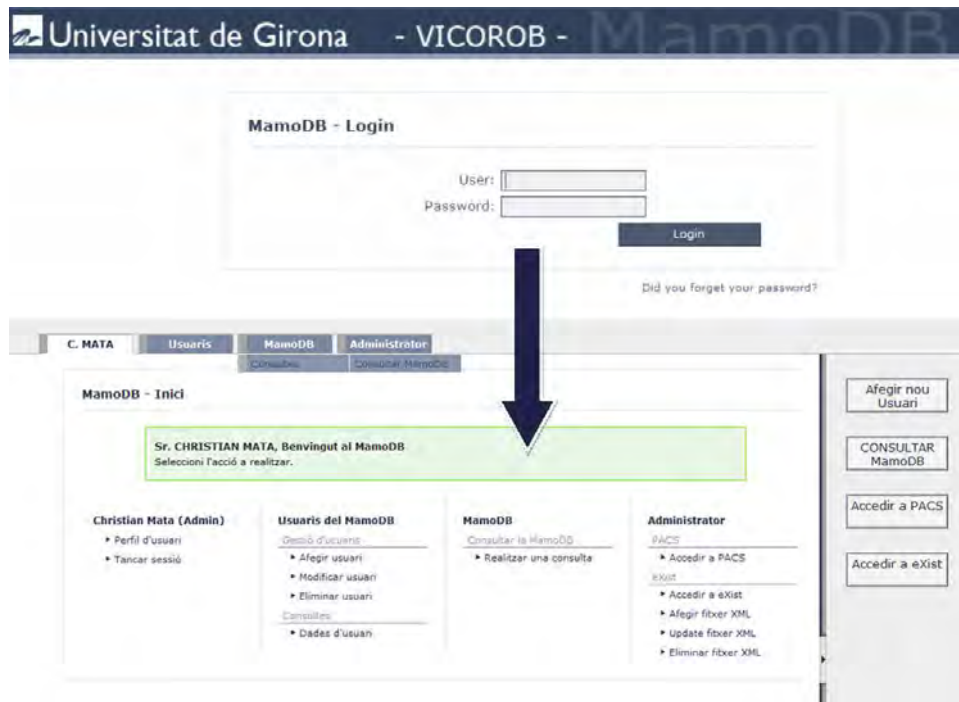 Universitat de Girona - VICOROB - MamoDB
MamoDB - Login
User:
Password:
Login
Did you forget your password?
C. MATA Usuaris MamoDB Administrator
Consultes Consultar MamoDB
MamoDB - Inici
Sr. CHRISTIAN MATA, Benvingut al MamoDB
Seleccioni l'acció a realitzar.
Christian Mata (Admin)
Perfil d'usuari
Tancar sessió
Usuaris del MamoDB
Gestió d'usuaris
Afegir usuari
Modificar usuari
Eliminar usuari
Consultes
Dades d'usuari
MamoDB
Consultar la MamoDB
Realitzar una consulta
Administrator
PACS
Accedir a PACS
eXist
Accedir a eXist
Afegir fitxer XML
Update fitxer XML
Eliminar fitxer XML
Afegir nou
Usuari
CONSULTAR
MamoDB
Accedir a PACS
Accedir a eXist